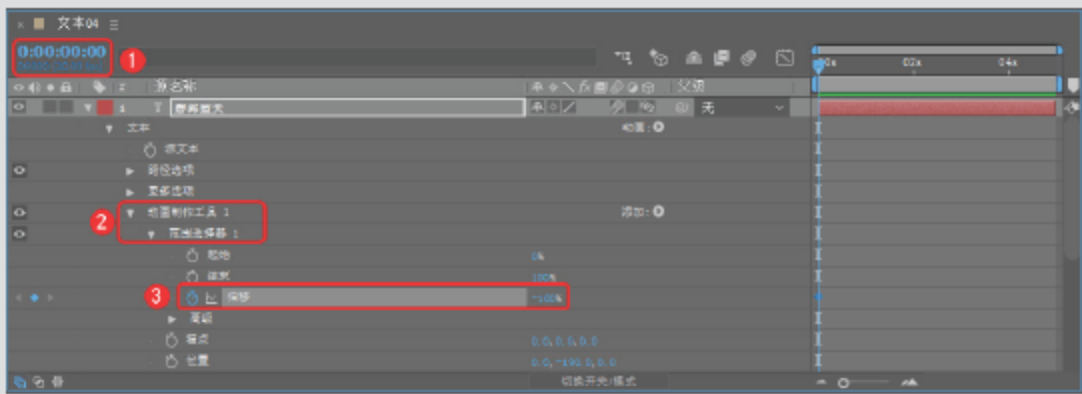 文本04
0:00:00:00
1
02s 04s
源名称 父级
1 T 无
文本 动画:
源文本
路径选项
更多选项
2 动画制作工具 1 添加:
范围选择器 1
起始 0%
结束 100%
3 偏移 -100%
高级
锚点 0.0,0.0,0.0
位置 0.0,-190.0,0.0
切换开关/模式